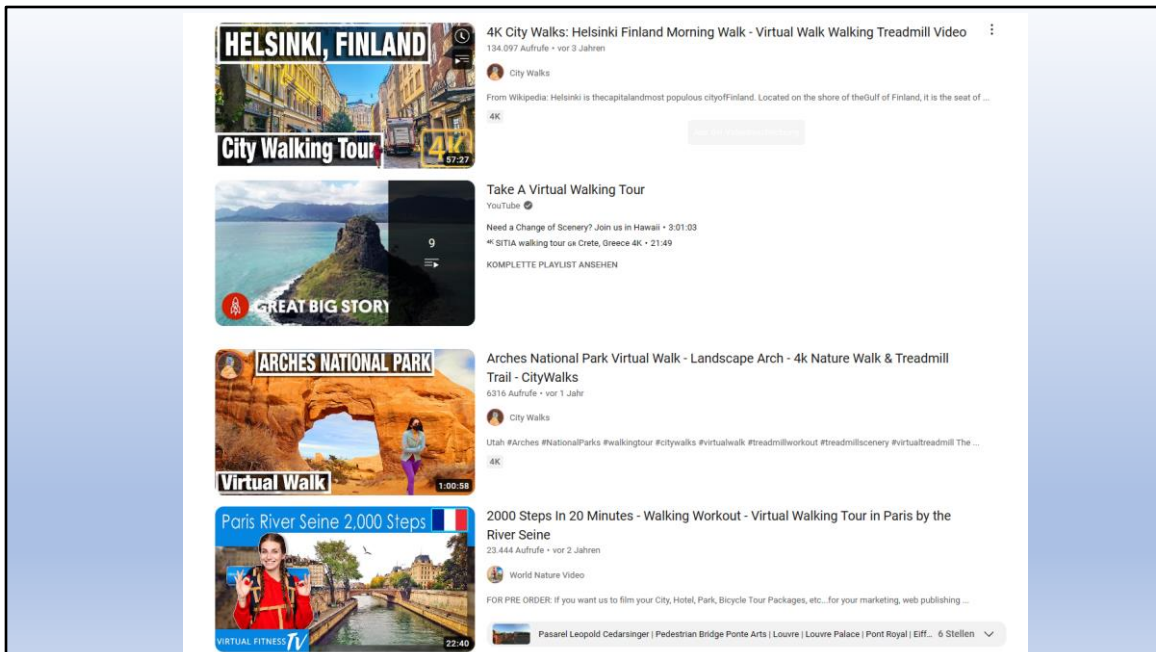 HELSINKI, FINLAND
City Walking Tour
4K
57:27
4K City Walks: Helsinki Finland Morning Walk - Virtual Walk Walking Treadmill Video
134.097 Aufrufe • vor 3 Jahren
City Walks
From Wikipedia: Helsinki is thecapitalandmost populous cityofFinland. Located on the shore of theGulf of Finland, it is the seat of ...
4K
9
GREAT BIG STORY
Take A Virtual Walking Tour
YouTube
Need a Change of Scenery? Join us in Hawaii • 3:01:03
4K SITIA walking tour GR Crete, Greece 4K • 21:49
KOMPLETTE PLAYLIST ANSEHEN
ARCHES NATIONAL PARK
Virtual Walk
1:00:58
Arches National Park Virtual Walk - Landscape Arch - 4k Nature Walk & Treadmill
Trail - CityWalks
6316 Aufrufe • vor 1 Jahr
City Walks
Utah #Arches #NationalParks #walkingtour #citywalks #virtualwalk #treadmillworkout #treadmillscenery #virtualtreadmill The ...
4K
Paris River Seine 2,000 Steps
VIRTUAL FITNESS TV
22:40
2000 Steps In 20 Minutes - Walking Workout - Virtual Walking Tour in Paris by the
River Seine
23.444 Aufrufe • vor 2 Jahren
World Nature Video
FOR PRE ORDER: If you want us to film your City, Hotel, Park, Bicycle Tour Packages, etc...for your marketing, web publishing ...
Pasarel Leopold Cedarsinger | Pedestrian Bridge Ponte Arts | Louvre | Louvre Palace | Pont Royal | Eiff... 6 Stellen